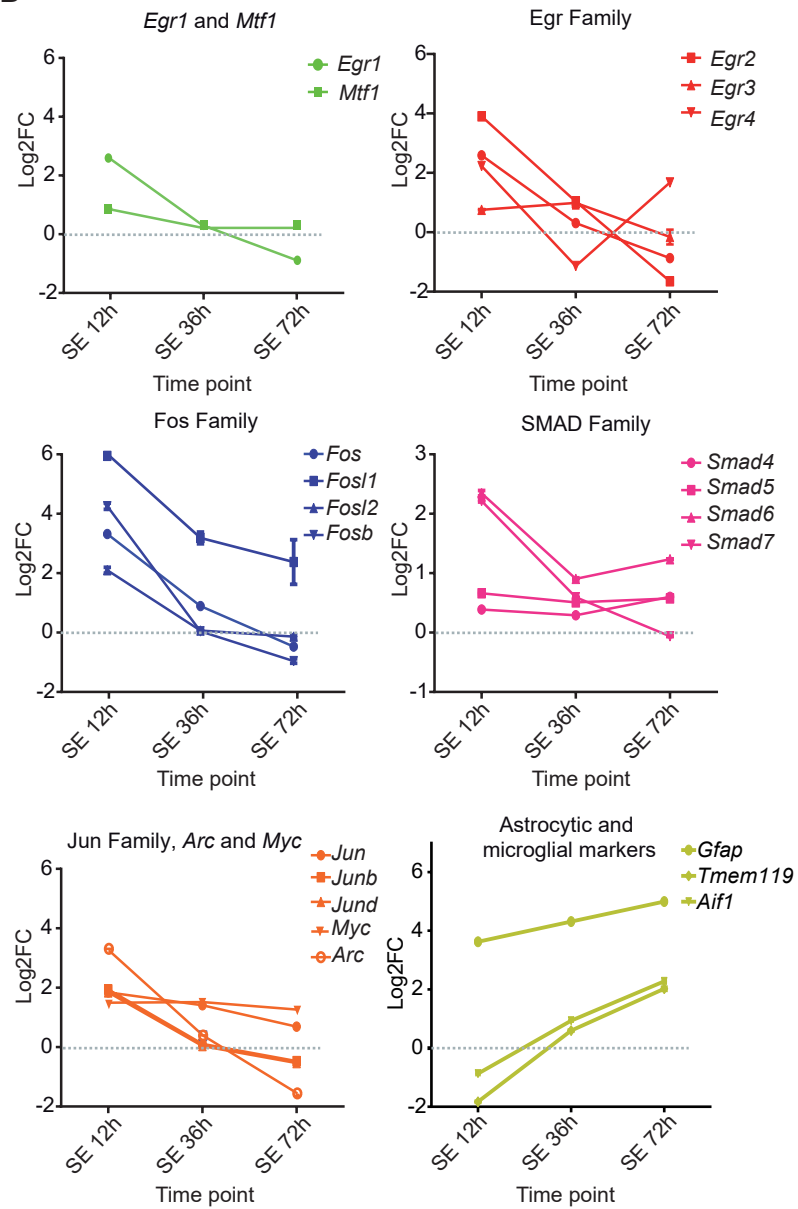 Egr1 and Mtf1
6
4
2
0
-2
Log2FC
Egr1
Mtf1
SE 12h
SE 36h
SE 72h
Time point
Egr Family
6
4
2
0
-2
Log2FC
Egr2
Egr3
Egr4
SE 12h
SE 36h
SE 72h
Time point
Fos Family
6
4
2
0
-2
Log2FC
Fos
Fosl1
Fosl2
Fosb
SE 12h
SE 36h
SE 72h
Time point
SMAD Family
3
2
1
0
-1
Log2FC
Smad4
Smad5
Smad6
Smad7
SE 12h
SE 36h
SE 72h
Time point
Jun Family, Arc and Myc
6
4
2
0
-2
Log2FC
Jun
Junb
Jund
Myc
Arc
SE 12h
SE 36h
SE 72h
Time point
Astrocytic and
microglial markers
6
4
2
0
-2
Log2FC
Gfap
Tmem119
Aif1
SE 12h
SE 36h
SE 72h
Time point